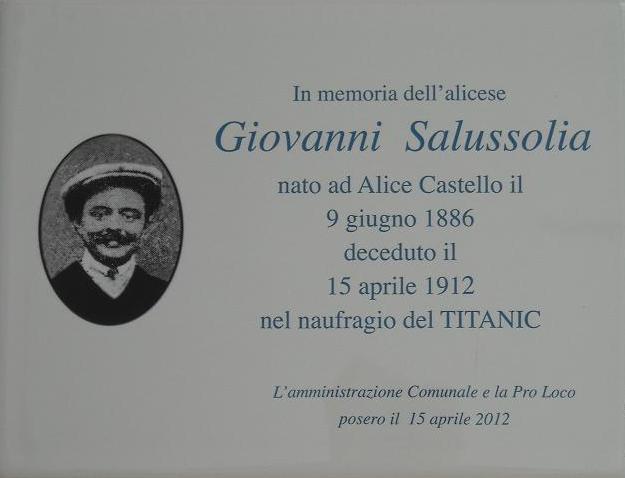 In memoria dell'alicese
Giovanni Salussolia
nato ad Alice Castello il
9 giugno 1886
deceduto il
15 aprile 1912
nel naufragio del TITANIC
L'amministrazione Comunale e la Pro Loco
posero il 15 aprile 2012